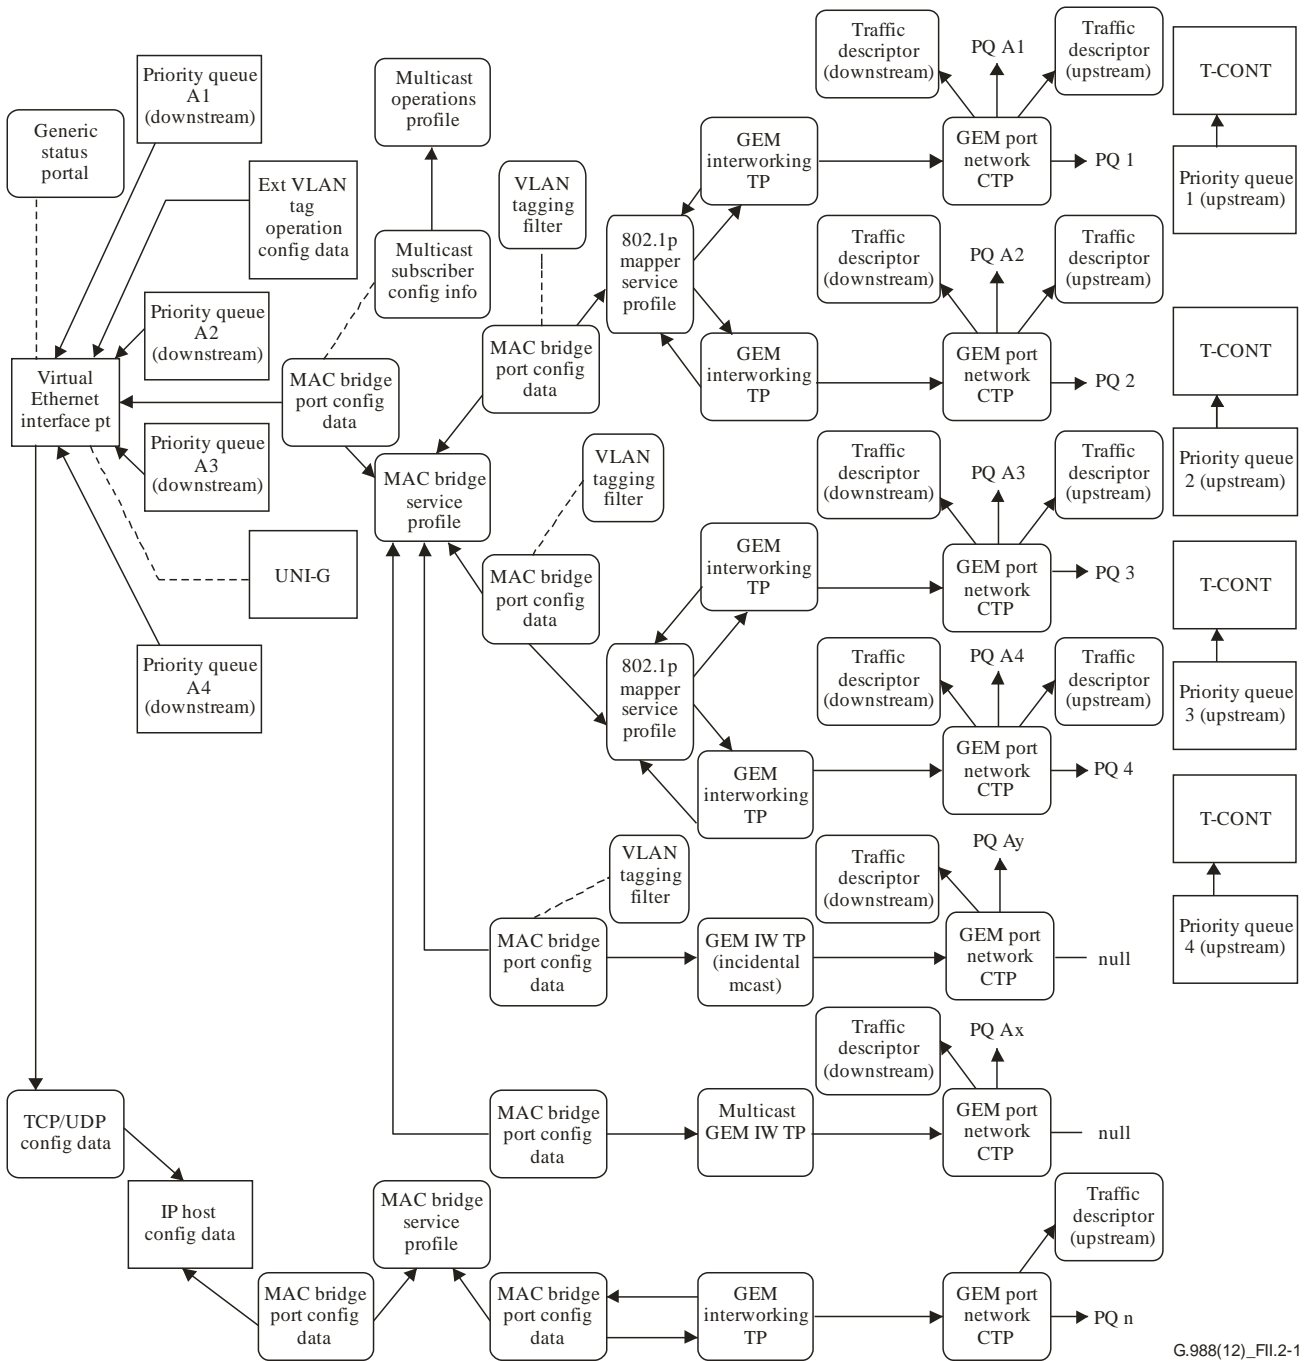 Traffic
descriptor
(downstream)
PQ A1
Traffic
descriptor
(upstream)
T-CONT
Priority queue
A1
(downstream)
Multicast
operations
profile
Generic
status
portal
GEM
interworking
TP
GEM port
network
CTP
PQ 1
Priority queue
1 (upstream)
Ext VLAN
tag
operation
config data
VLAN
tagging
filter
Multicast
subscriber
config info
802.1p
mapper
service
profile
Traffic
descriptor
(downstream)
PQ A2
Traffic
descriptor
(upstream)
T-CONT
Priority queue
A2
(downstream)
MAC bridge
port config
data
GEM
interworking
TP
GEM port
network
CTP
PQ 2
Virtual
Ethernet
interface pt
MAC bridge
port config
data
Priority queue
A3
(downstream)
MAC bridge
service
profile
VLAN
tagging
filter
Traffic
descriptor
(downstream)
PQ A3
Traffic
descriptor
(upstream)
Priority queue
2 (upstream)
UNI-G
MAC bridge
port config
data
GEM
interworking
TP
GEM port
network
CTP
PQ 3
T-CONT
Priority queue
A4
(downstream)
802.1p
mapper
service
profile
Traffic
descriptor
(downstream)
PQ A4
Traffic
descriptor
(upstream)
Priority queue
3 (upstream)
GEM
interworking
TP
GEM port
network
CTP
PQ 4
T-CONT
VLAN
tagging
filter
Traffic
descriptor
(downstream)
PQ Ay
MAC bridge
port config
data
GEM IW TP
(incidental
mcast)
GEM port
network
CTP
null
Priority queue
4 (upstream)
Traffic
descriptor
(downstream)
PQ Ax
TCP/UDP
config data
MAC bridge
port config
data
Multicast
GEM IW TP
GEM port
network
CTP
null
IP host
config data
MAC bridge
service
profile
Traffic
descriptor
(upstream)
MAC bridge
port config
data
MAC bridge
port config
data
GEM
interworking
TP
GEM port
network
CTP
PQ n
G.988(12)_FII.2-1